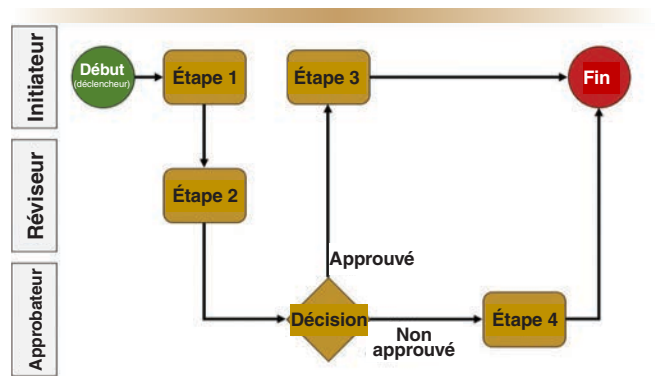 Initiateur
Début
(déclencheur)
Étape 1
Étape 3
Fin
Réviseur
Étape 2
Approuvé
Approbateur
Décision
Non
approuvé
Étape 4